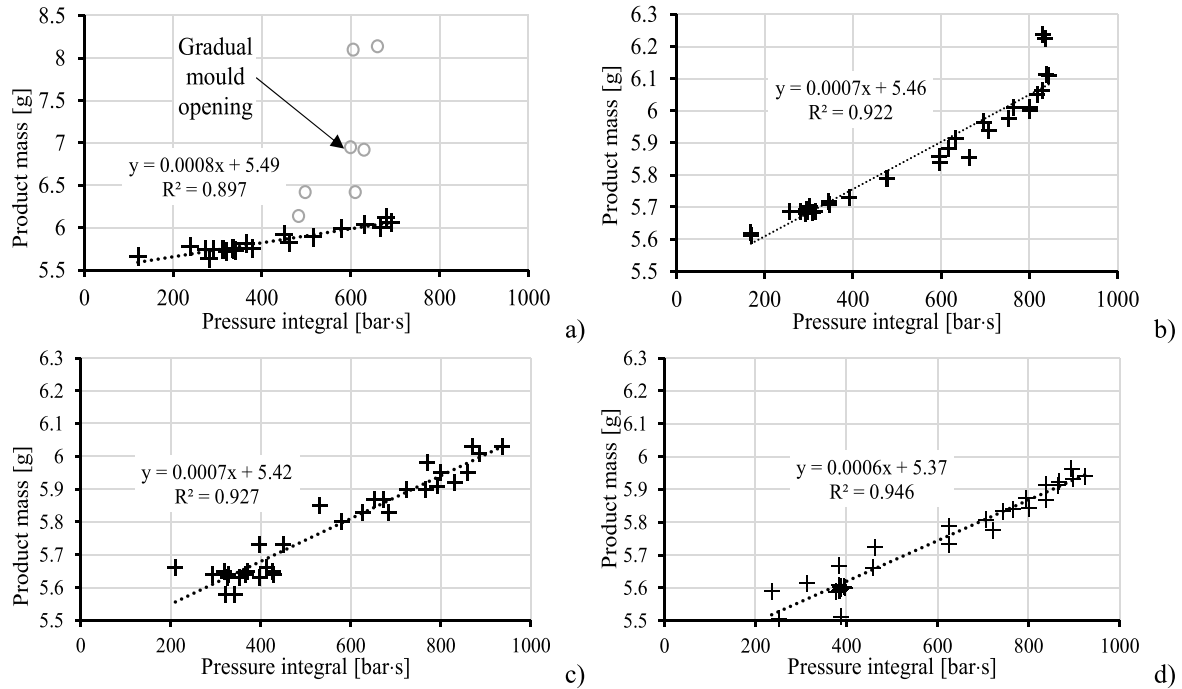 8.5
8
7.5
7
6.5
6
5.5
0
200
400
600
800
1000
Product mass [g]
Pressure integral [bar·s]
Gradual
mould
opening
y = 0.0008x + 5.49
R² = 0.897
a)
6.3
6.2
6.1
6
5.9
5.8
5.7
5.6
5.5
0
200
400
600
800
1000
Product mass [g]
Pressure integral [bar·s]
y = 0.0007x + 5.46
R² = 0.922
b)
6.3
6.2
6.1
6
5.9
5.8
5.7
5.6
5.5
0
200
400
600
800
1000
Product mass [g]
Pressure integral [bar·s]
y = 0.0007x + 5.42
R² = 0.927
c)
6.3
6.2
6.1
6
5.9
5.8
5.7
5.6
5.5
0
200
400
600
800
1000
Product mass [g]
Pressure integral [bar·s]
y = 0.0006x + 5.37
R² = 0.946
d)